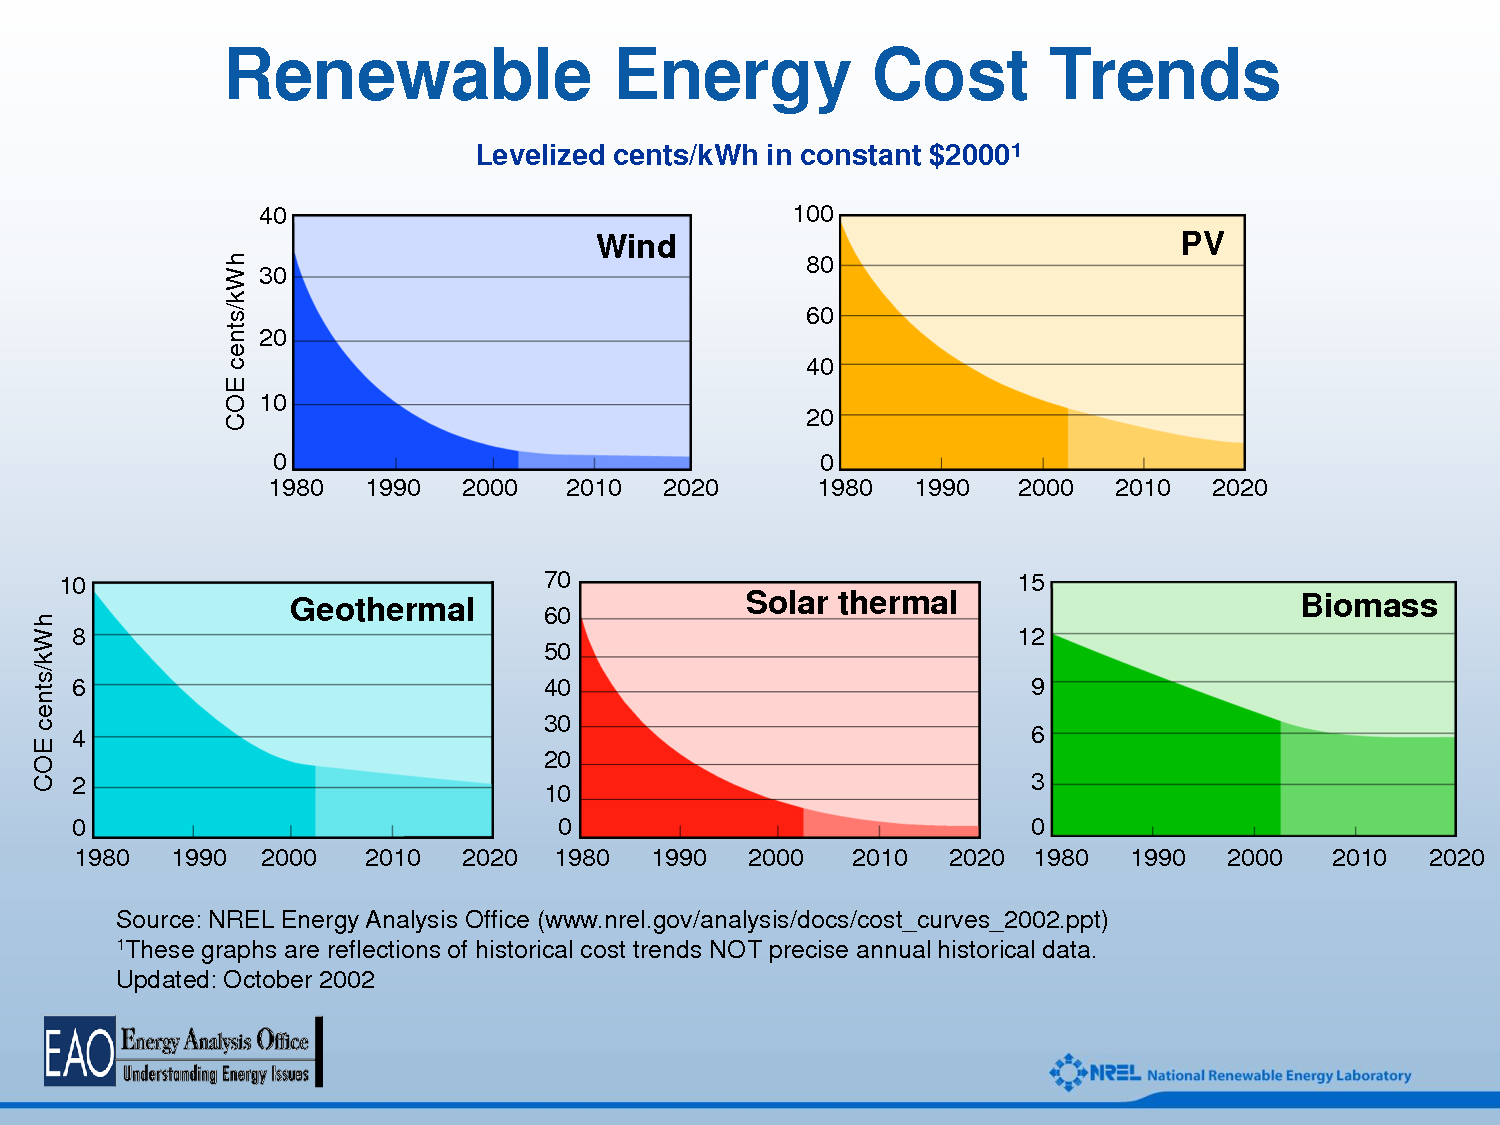 Renewable Energy Cost Trends
Levelized cents/kWh in constant $2000¹
COE cents/kWh
40
30
20
10
0
Wind
1980 1990 2000 2010 2020
100
80
60
40
20
0
PV
1980 1990 2000 2010 2020
COE cents/kWh
10
8
6
4
2
0
Geothermal
1980 1990 2000 2010 2020
70
60
50
40
30
20
10
0
Solar thermal
1980 1990 2000 2010 2020
15
12
9
6
3
0
Biomass
1980 1990 2000 2010 2020
Source: NREL Energy Analysis Office (www.nrel.gov/analysis/docs/cost_curves_2002.ppt)
¹These graphs are reflections of historical cost trends NOT precise annual historical data.
Updated: October 2002
EAO Energy Analysis Office
Understanding Energy Issues
NREL National Renewable Energy Laboratory